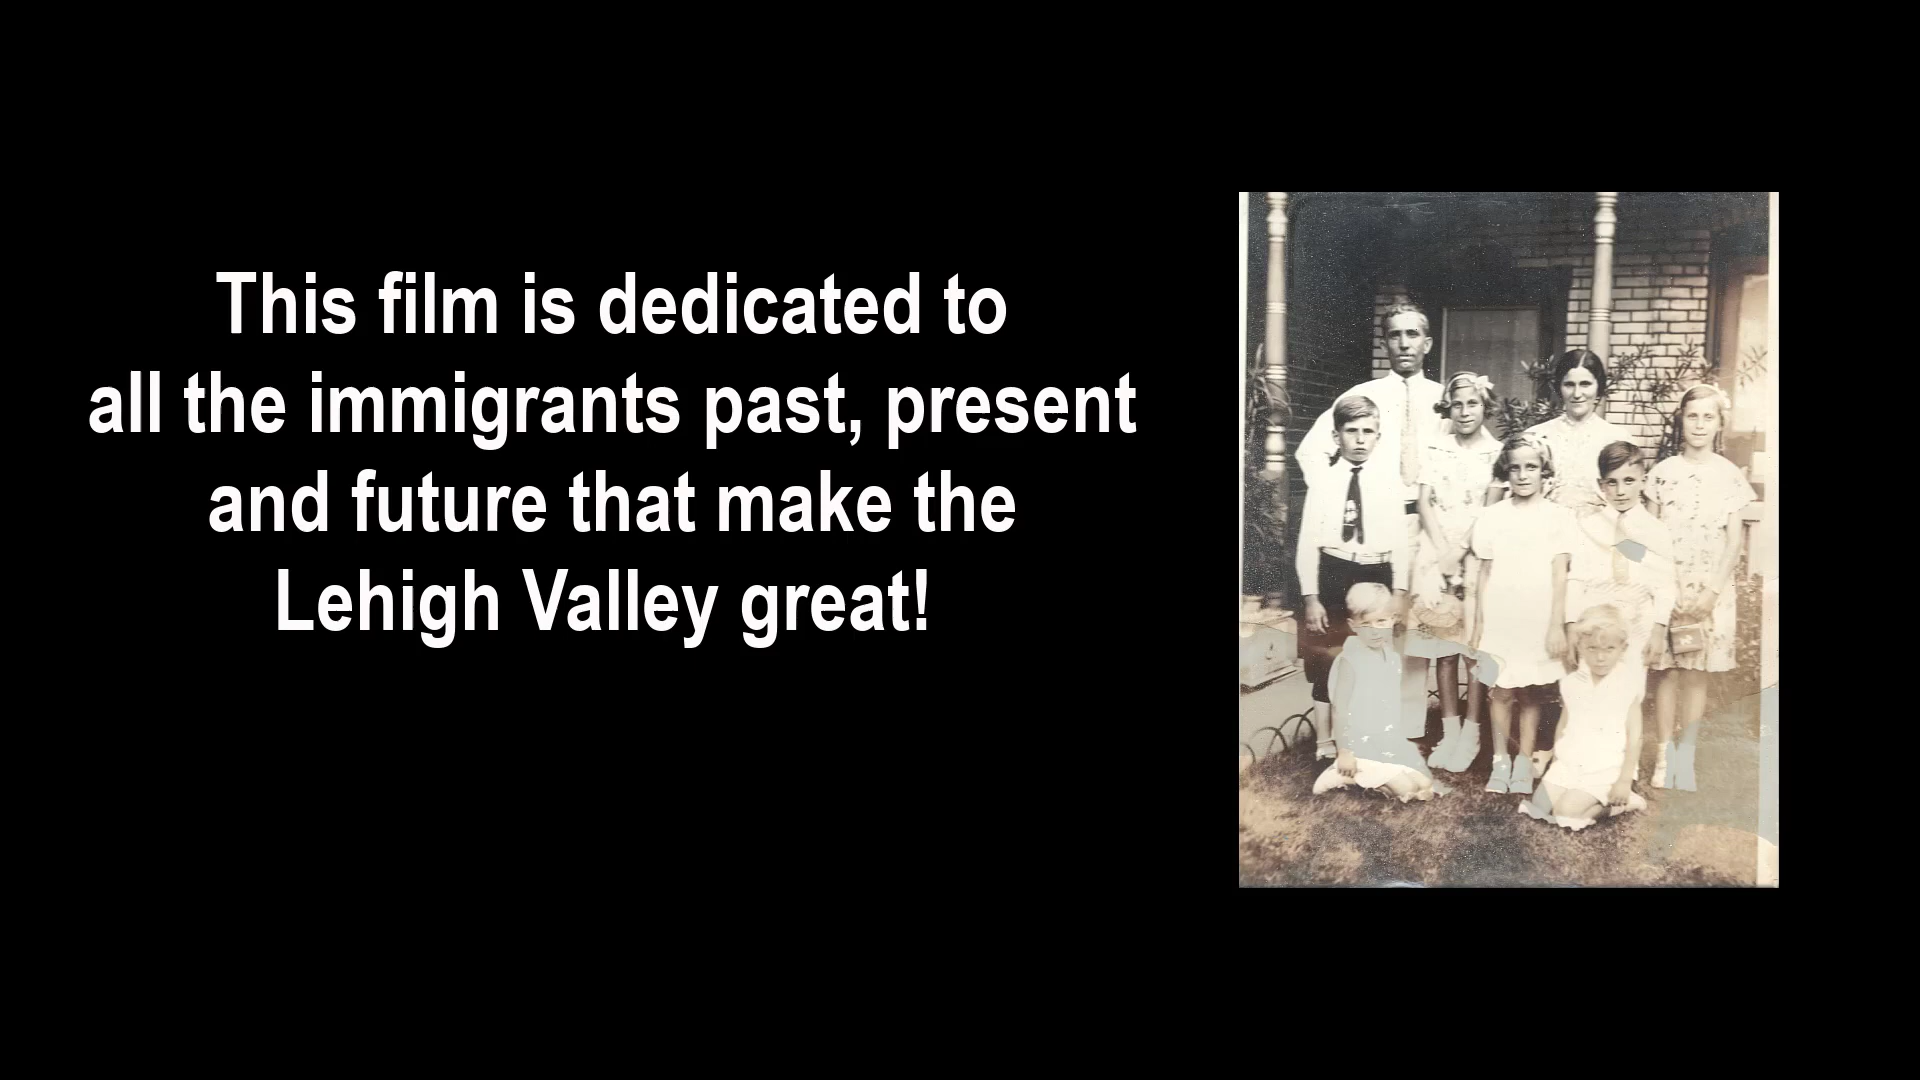 This film is dedicated to
all the immigrants past, present
and future that make the
Lehigh Valley great!